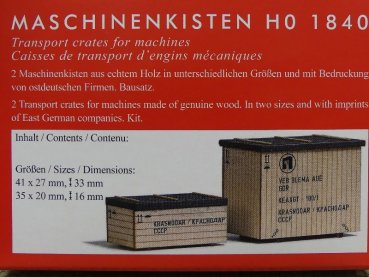 MASCHINENKISTEN H0 1840
Transport crates for machines
Caisses de transport d'engins mécaniques
2 Maschinenkisten aus echtem Holz in unterschiedlichen Größen und mit Bedruckung
von ostdeutschen Firmen. Bausatz.
2 Transport crates for machines made of genuine wood. In two sizes and with imprints
of East German companies. Kit.
Inhalt / Contents / Contenu:
Größen / Sizes / Dimensions:
41 x 27 mm, ↕ 33 mm
35 x 20 mm, ↕ 16 mm
VEB BLEMA AUE
GDR
KRASNODAR / КРАСНОДАР
CCCP
KRASNODAR / КРАСНОДАР
CCCP